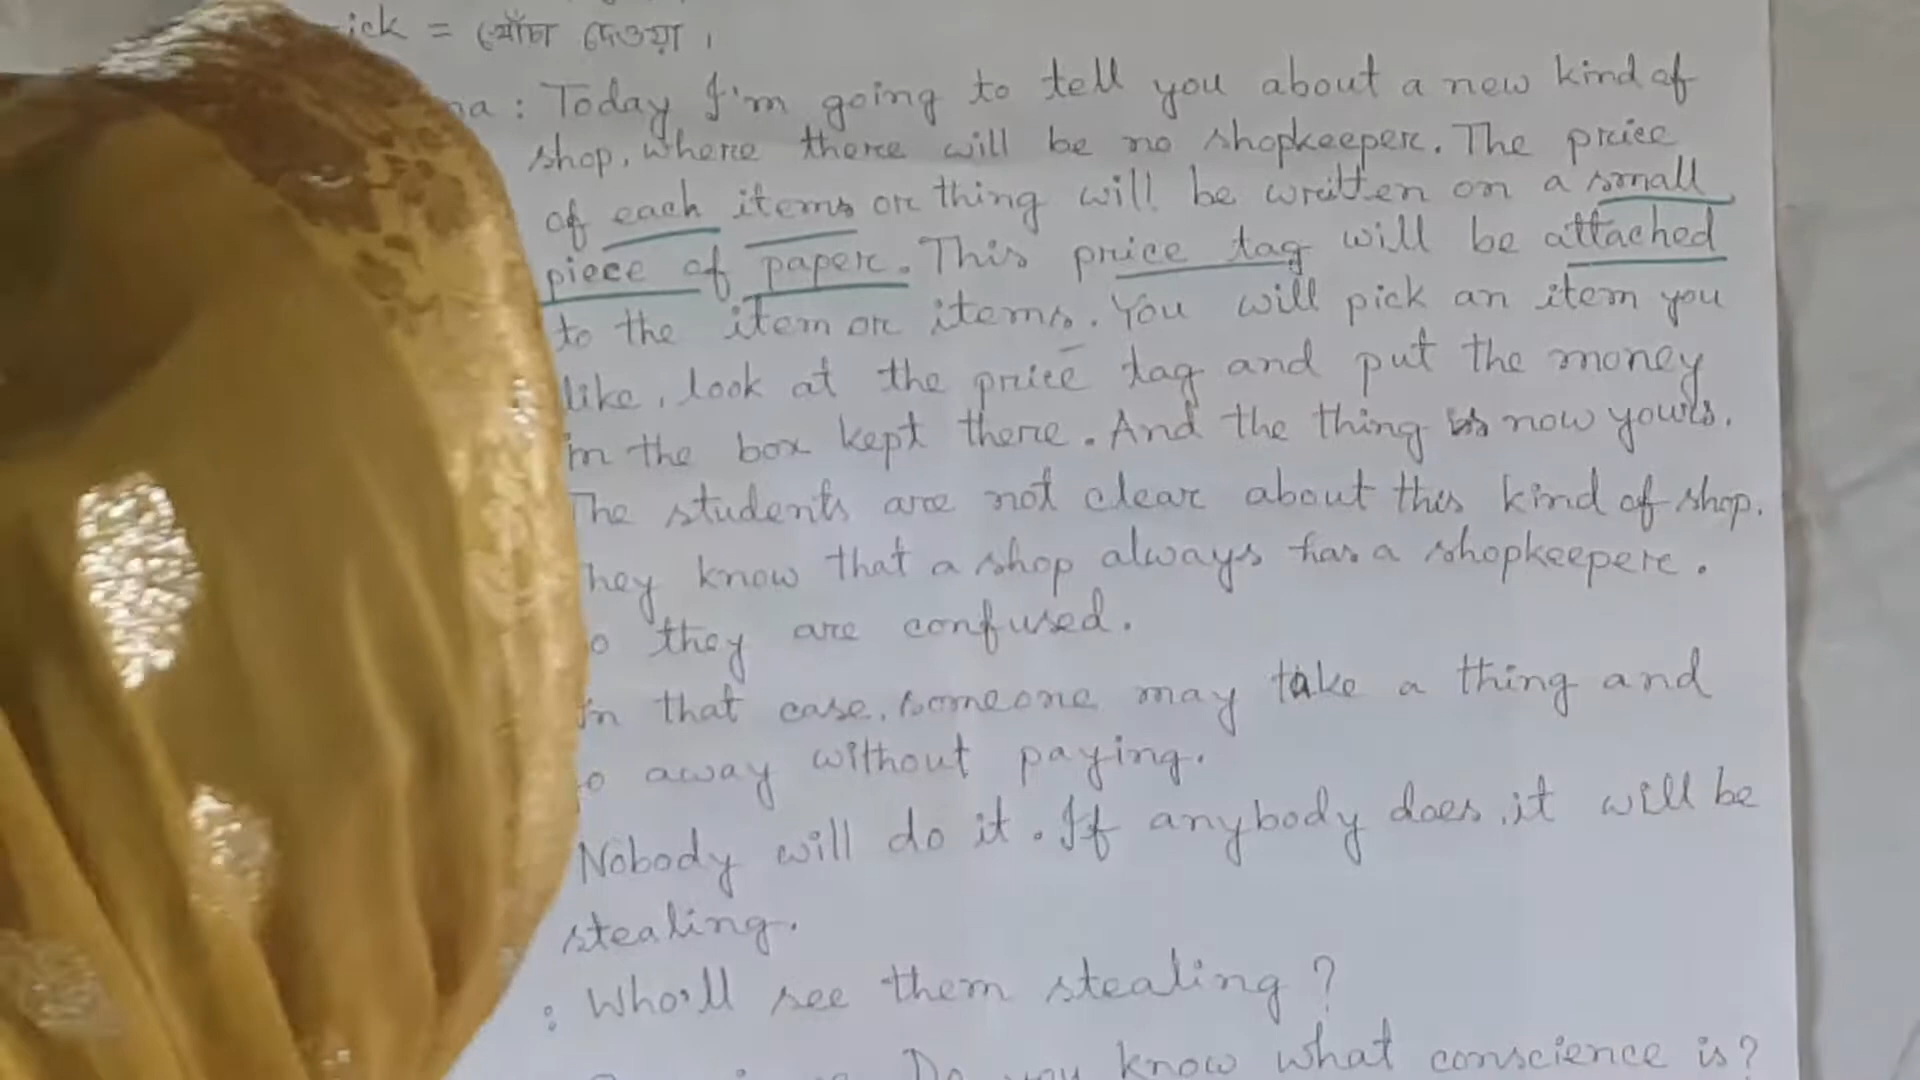 ick = খোঁচা দেওয়া ।
na : Today I'm going to tell you about a new kind of
shop, where there will be no shopkeeper. The price
of each items or thing will be written on a small
piece of paper. This price tag will be attached
to the item or items. You will pick an item you
like, look at the price tag and put the money
in the box kept there. And the thing is now yours.
The students are not clear about this kind of shop.
hey know that a shop always has a shopkeeper.
o they are confused.
In that case, someone may take a thing and
o away without paying.
Nobody will do it. If anybody does, it will be
stealing.
: Who'll see them stealing?
Do you know what conscience is?